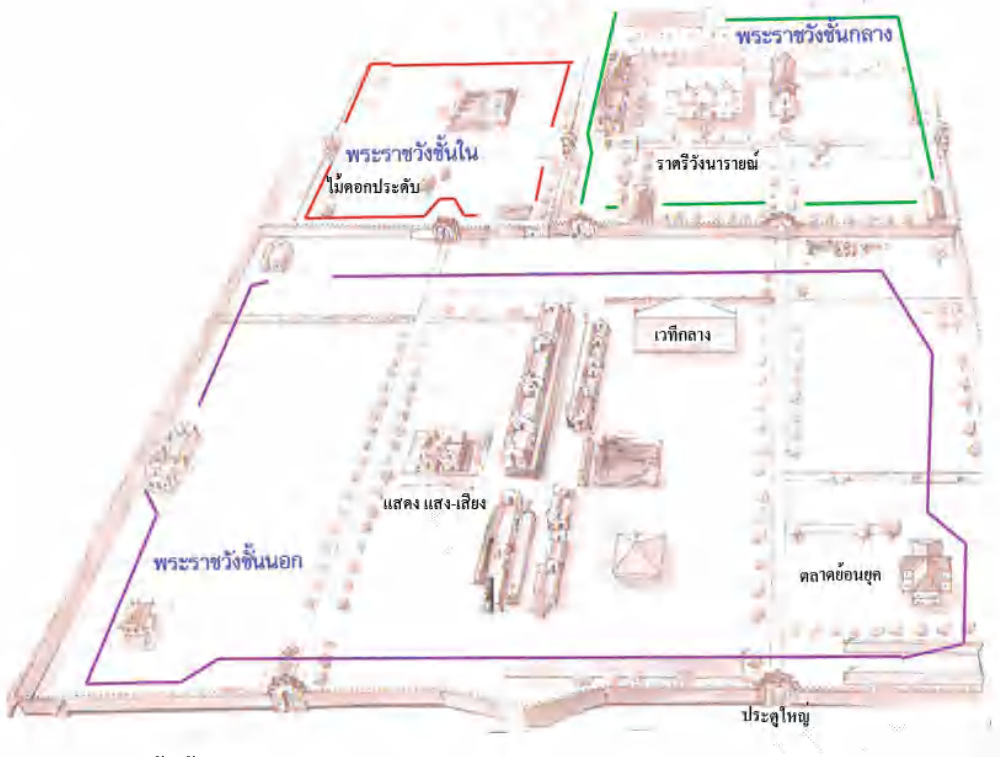 พระราชวังชั้นกลาง
พระราชวังชั้นใน
ไม้ดอกประดับ
ราตรีวังนารายณ์
เวทีกลาง
แสดง แสง-เสียง
พระราชวังชั้นนอก
ตลาดย้อนยุค
ประตูใหญ่